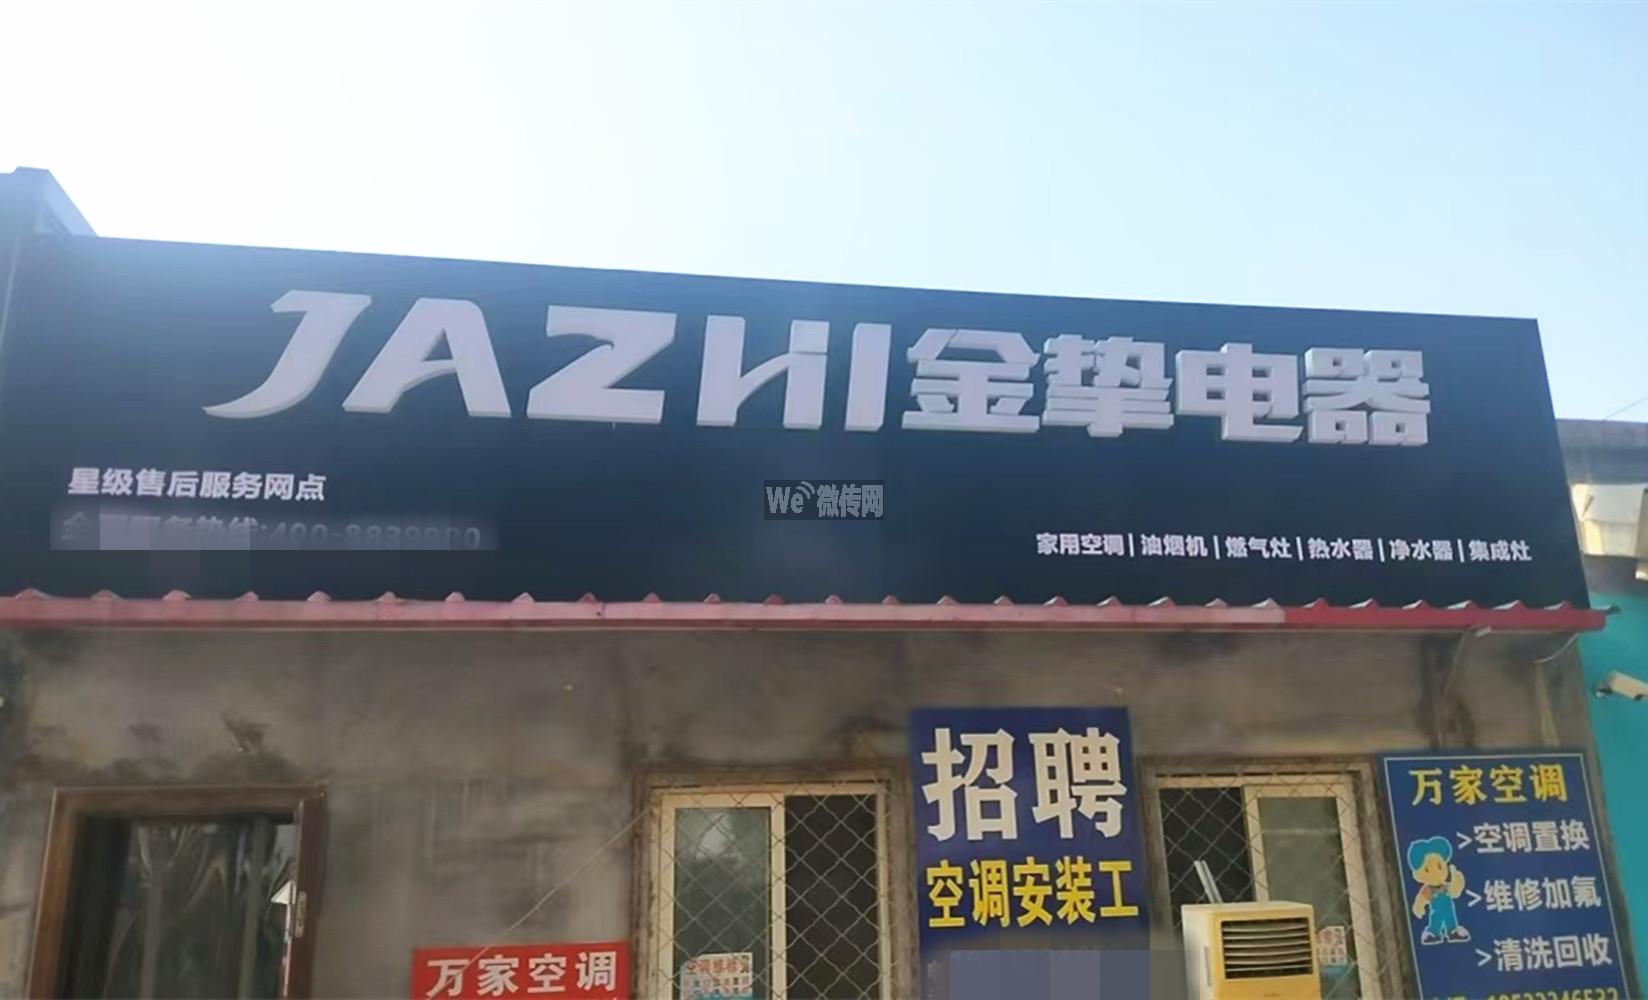 JAZHI金挚电器
星级售后服务网点
We微传网
家用空调|油烟机|燃气灶|热水器|净水器|集成灶
招聘
空调安装工
万家空调
>空调置换
>维修加氟
>清洗回收
万家空调